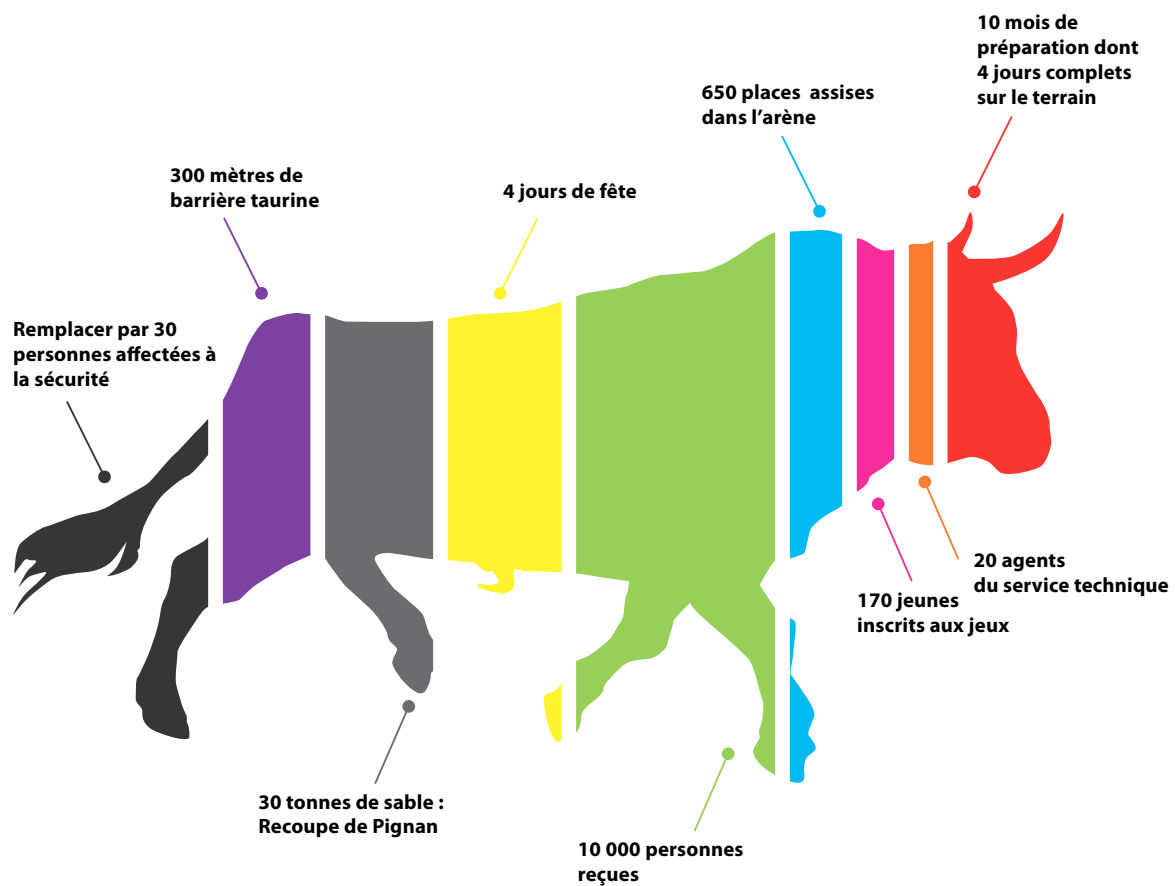 10 mois de
préparation dont
4 jours complets
sur le terrain
650 places assises
dans l'arène
300 mètres de
barrière taurine
4 jours de fête
Remplacer par 30
personnes affectées à
la sécurité
20 agents
du service technique
170 jeunes
inscrits aux jeux
30 tonnes de sable :
Recoupe de Pignan
10 000 personnes
reçues